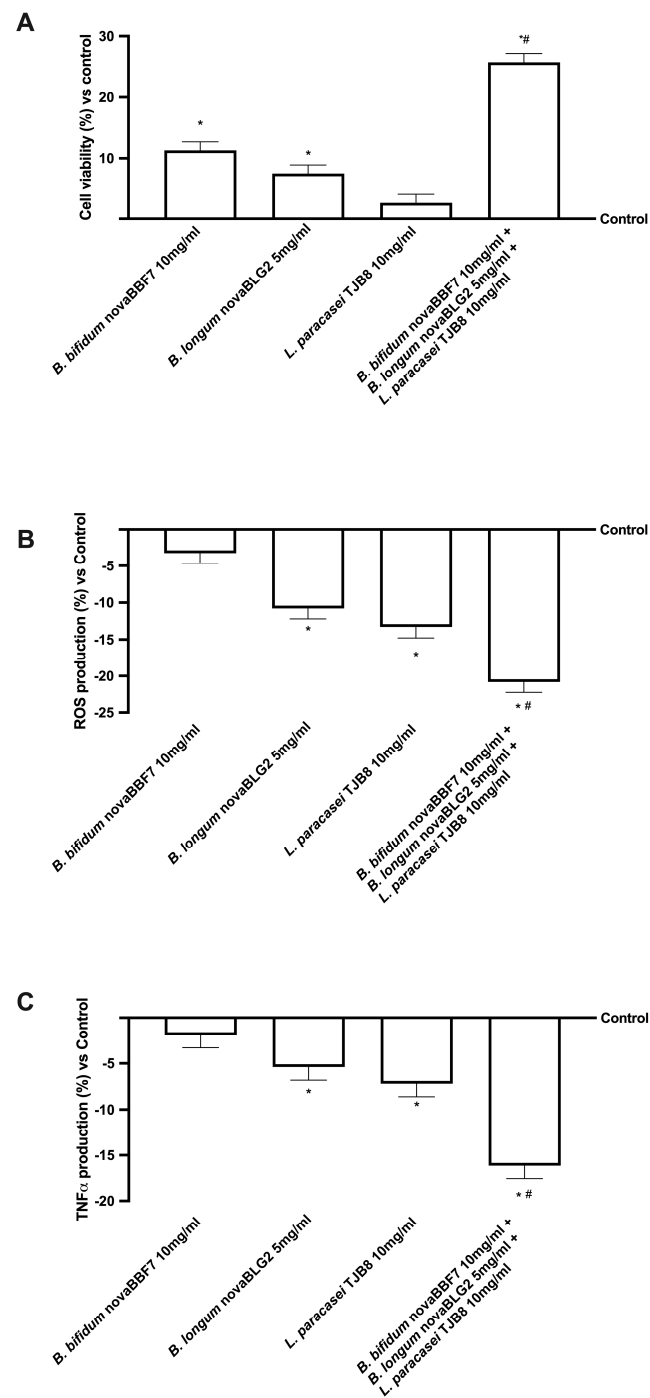 A
Cell viability (%) vs control
30
20
10
*
*
*#
Control
B. bifidum novaBBF7 10mg/ml
B. longum novaBLG2 5mg/ml
L. paracasei TJB8 10mg/ml
B. bifidum novaBBF7 10mg/ml +
B. longum novaBLG2 5mg/ml +
L. paracasei TJB8 10mg/ml
B
ROS production (%) vs Control
-5
-10
-15
-20
-25
*
*
* #
Control
B. bifidum novaBBF7 10mg/ml
B. longum novaBLG2 5mg/ml
L. paracasei TJB8 10mg/ml
B. bifidum novaBBF7 10mg/ml +
B. longum novaBLG2 5mg/ml +
L. paracasei TJB8 10mg/ml
C
TNFα production (%) vs Control
-5
-10
-15
-20
*
*
* #
Control
B. bifidum novaBBF7 10mg/ml
B. longum novaBLG2 5mg/ml
L. paracasei TJB8 10mg/ml
B. bifidum novaBBF7 10mg/ml +
B. longum novaBLG2 5mg/ml +
L. paracasei TJB8 10mg/ml